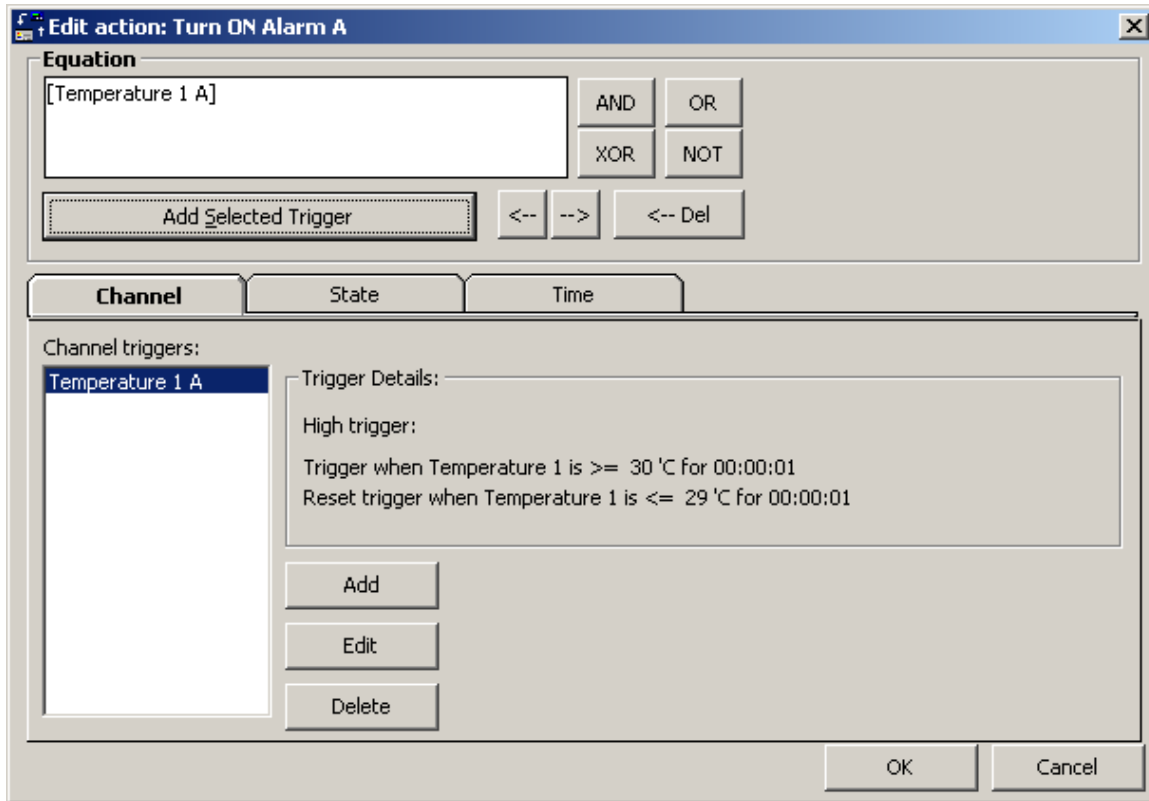 Edit action: Turn ON Alarm A
Equation
[Temperature 1 A]
AND OR
XOR NOT
Add Selected Trigger <-- --> <-- Del
Channel State Time
Channel triggers:
Temperature 1 A
Trigger Details:
High trigger:
Trigger when Temperature 1 is >= 30 'C for 00:00:01
Reset trigger when Temperature 1 is <= 29 'C for 00:00:01
Add
Edit
Delete
OK Cancel